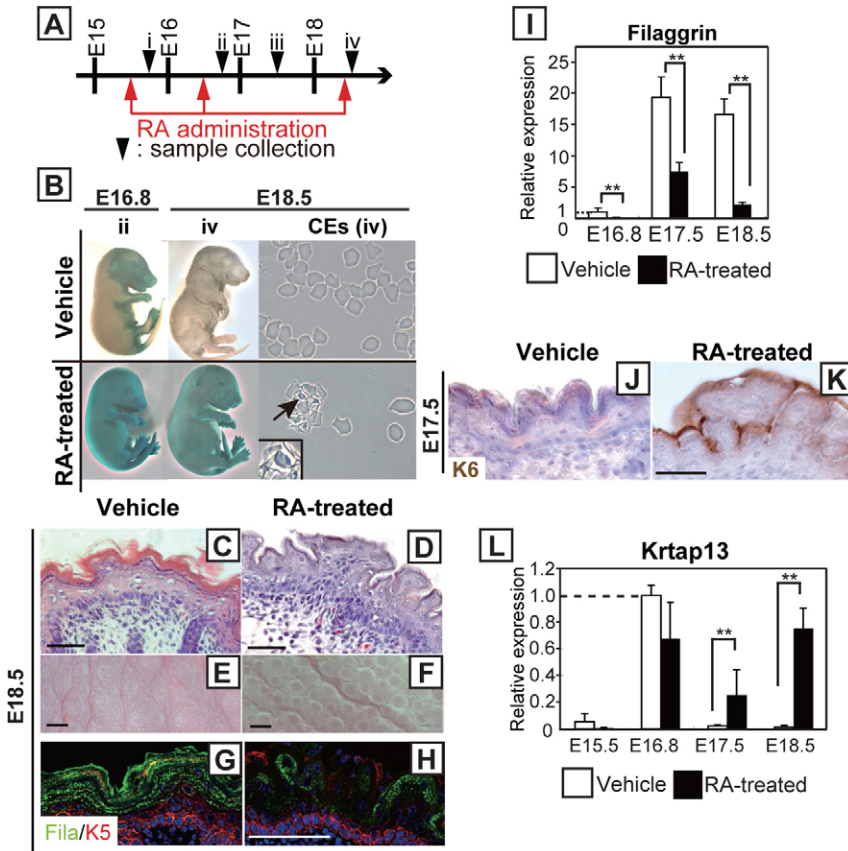 A
E15
i
E16
ii
E17
iii
E18
iv
RA administration
: sample collection
B
E16.8
E18.5
ii
iv
CEs (iv)
Vehicle
RA-treated
Vehicle
RA-treated
E18.5
C
D
E
F
G
H
Fila/K5
I
Filaggrin
Relative expression
25
20
15
10
5
1
0
**
**
**
E16.8 E17.5 E18.5
Vehicle RA-treated
Vehicle
RA-treated
E17.5
J
K
K6
L
Krtap13
Relative expression
1.2
1.0
0.8
0.6
0.4
0.2
0
**
**
E15.5 E16.8 E17.5 E18.5
Vehicle RA-treated